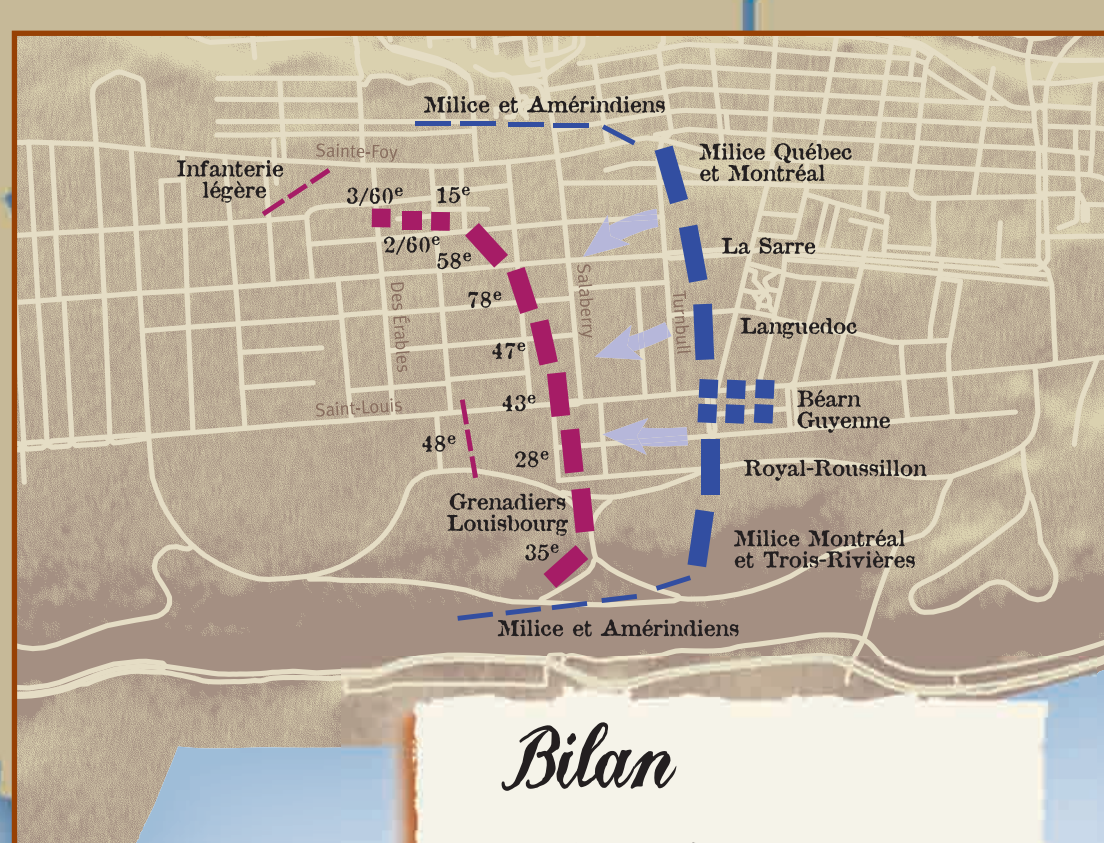 Milice et Amérindiens
Sainte-Foy
Milice Québec
et Montréal
Infanterie
légère
3/60e
15e
2/60e
58e
La Sarre
78e
Des Érables
Salaberry
Turnbull
Languedoc
47e
43e
Béarn
Guyenne
Saint-Louis
48e
28e
Royal-Roussillon
Grenadiers
Louisbourg
35e
Milice Montréal
et Trois-Rivières
Milice et Amérindiens
Bilan